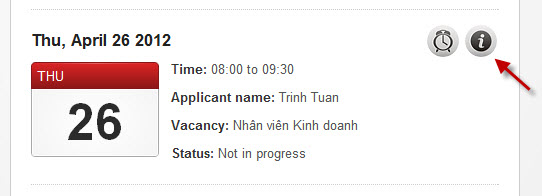 Thu, April 26 2012
THU
26
Time: 08:00 to 09:30
Applicant name: Trinh Tuan
Vacancy: Nhân viên Kinh doanh
Status: Not in progress